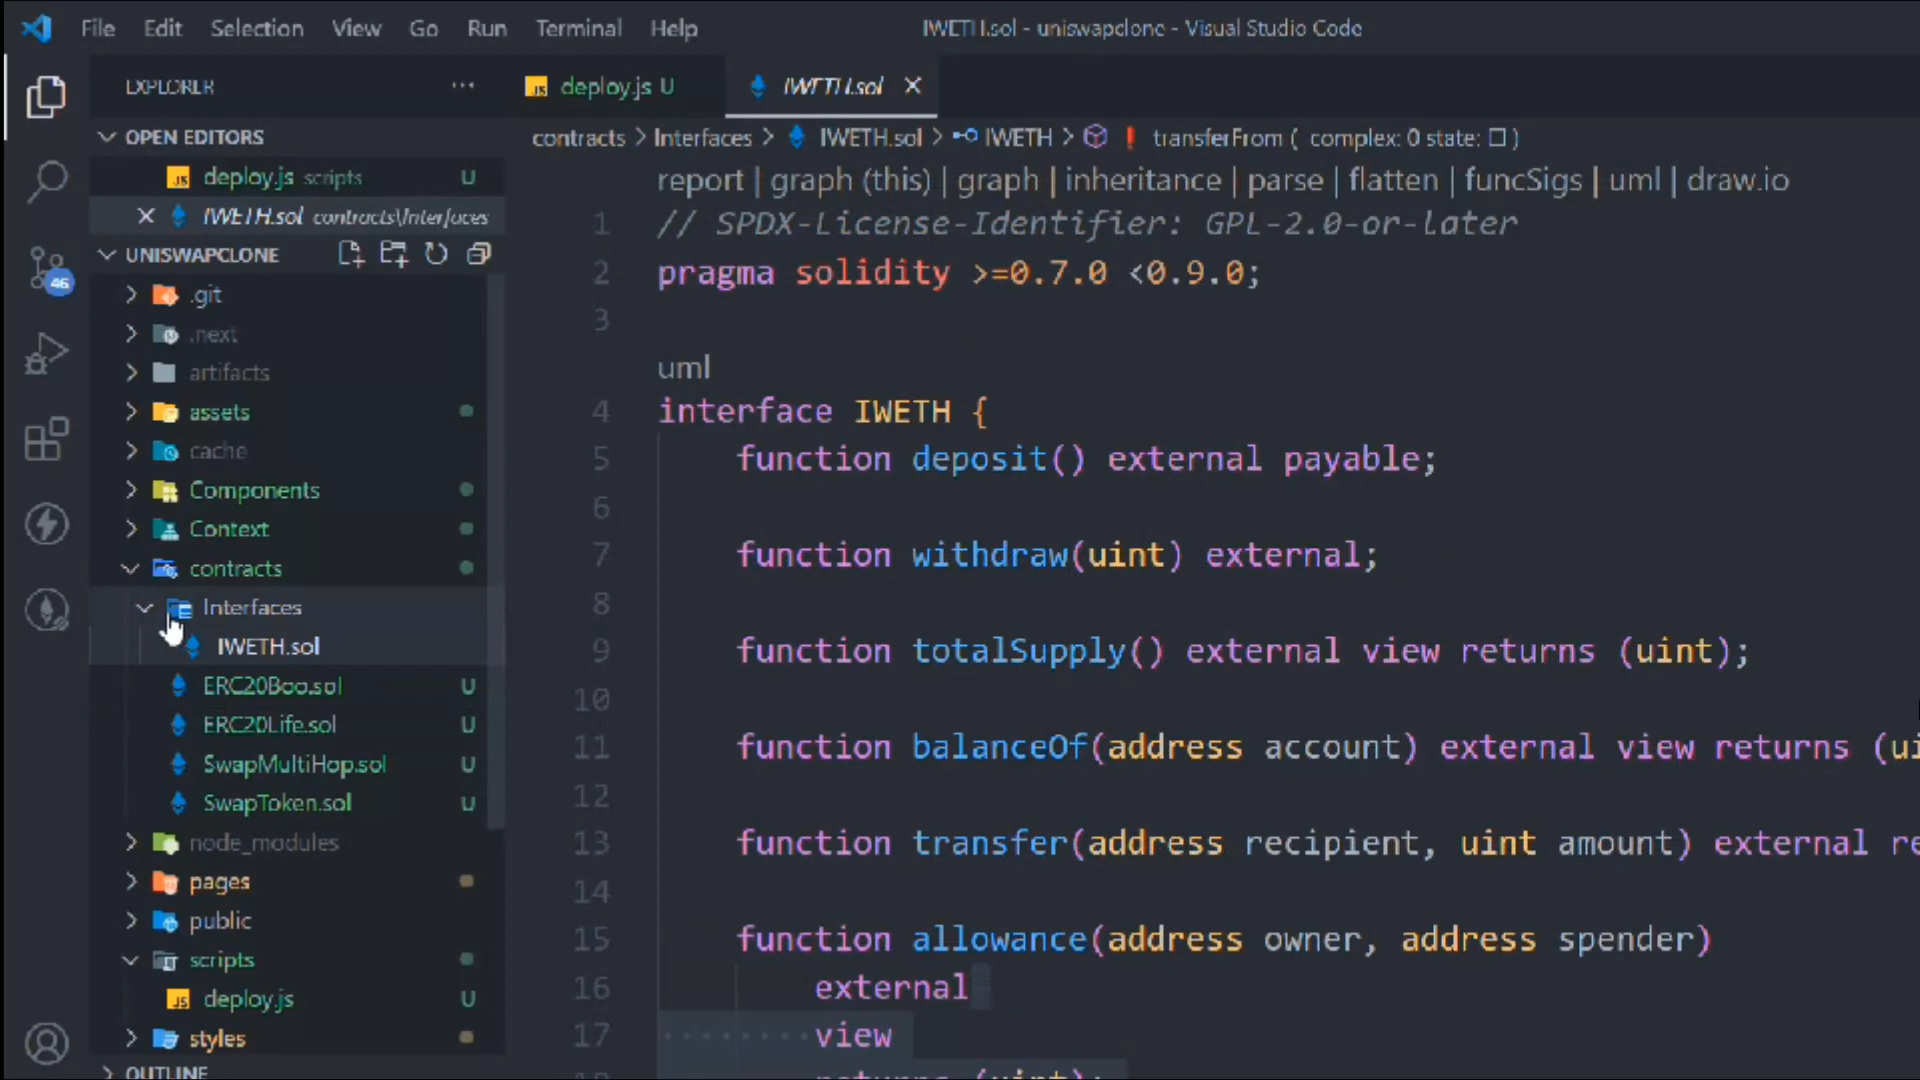 File Edit Selection View Go Run Terminal Help
IWETH.sol - uniswapclone - Visual Studio Code
EXPLORER ···
deploy.js U
IWETH.sol
OPEN EDITORS
deploy.js scripts U
IWETH.sol contracts\Interfaces
UNISWAPCLONE
46
.git
.next
artifacts
assets
cache
Components
Context
contracts
Interfaces
IWETH.sol
ERC20Boo.sol U
ERC20Life.sol U
SwapMultiHop.sol U
SwapToken.sol U
node_modules
pages
public
scripts
deploy.js U
styles
OUTLINE
contracts > Interfaces > IWETH.sol > IWETH > transferFrom ( complex: 0 state: ☐ )
report | graph (this) | graph | inheritance | parse | flatten | funcSigs | uml | draw.io
1 // SPDX-License-Identifier: GPL-2.0-or-later
2 pragma solidity >=0.7.0 <0.9.0;
3
uml
4 interface IWETH {
5 function deposit() external payable;
6
7 function withdraw(uint) external;
8
9 function totalSupply() external view returns (uint);
10
11 function balanceOf(address account) external view returns (ui
12
13 function transfer(address recipient, uint amount) external re
14
15 function allowance(address owner, address spender)
16 external
17 view
returns (uint);